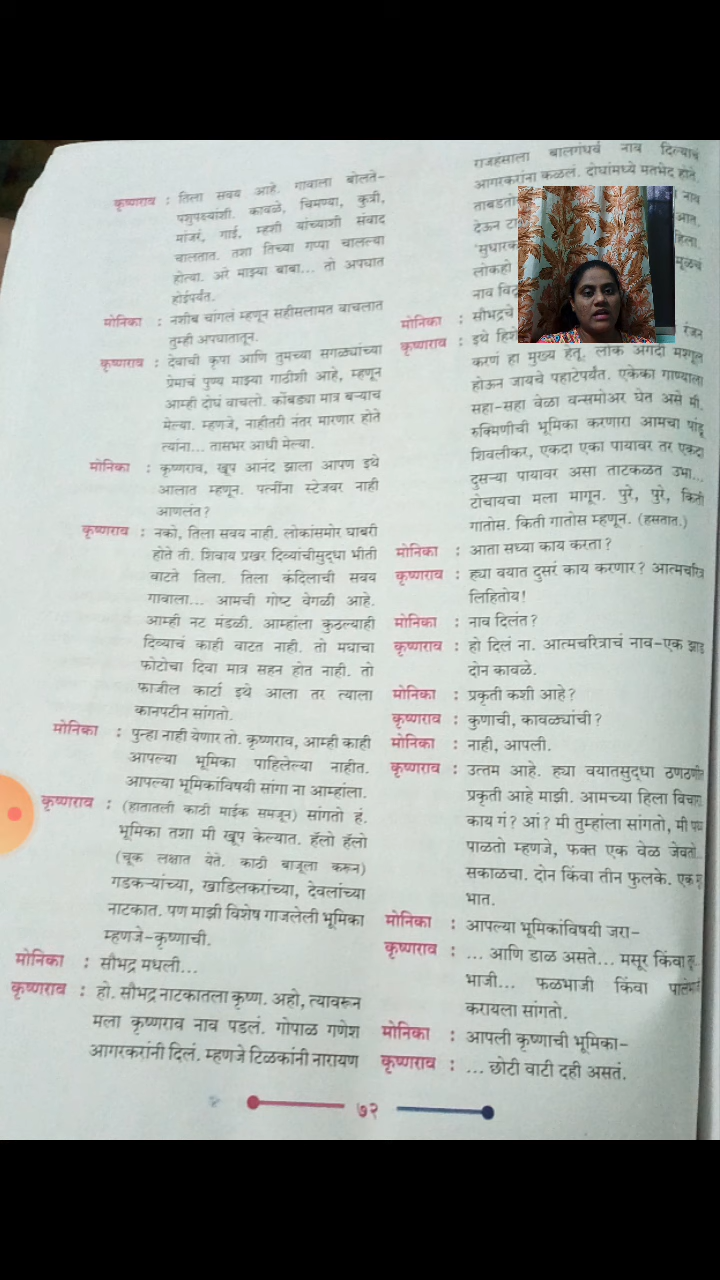 कृष्णराव : तिला सवय आहे. गावाला बोलते-
पशुपक्ष्यांशी. कावळे, चिमण्या, कुत्री,
मांजरं, गाई, म्हशी यांच्याशी संवाद
चालतात. तशा तिच्या गप्पा चालल्या
होत्या. अरे माझ्या बाबा... तो अपघात
होईपर्यंत.
मोनिका : नशीब चांगलं म्हणून सहीसलामत वाचलात
तुम्ही अपघातातून.
कृष्णराव : देवाची कृपा आणि तुमच्या सगळ्यांच्या
प्रेमाचं पुण्य माझ्या गाठीशी आहे, म्हणून
आम्ही दोघं वाचलो. कोंबड्या मात्र बऱ्याच
मेल्या. म्हणजे, नाहीतरी नंतर मारणार होते
त्यांना... तासभर आधी मेल्या.
मोनिका : कृष्णराव, खूप आनंद झाला आपण इथे
आलात म्हणून. पत्नींना स्टेजवर नाही
आणलंत?
कृष्णराव : नको, तिला सवय नाही. लोकांसमोर घाबरी
होते ती. शिवाय प्रखर दिव्यांचीसुद्धा भीती
वाटते तिला. तिला कंदिलाची सवय
गावाला... आमची गोष्ट वेगळी आहे.
आम्ही नट मंडळी. आम्हांला कुठल्याही
दिव्याचं काही वाटत नाही. तो मघाचा
फोटोचा दिवा मात्र सहन होत नाही. तो
फाजील कार्टा इथे आला तर त्याला
कानपटीन सांगतो.
मोनिका : पुन्हा नाही येणार तो. कृष्णराव, आम्ही काही
आपल्या भूमिका पाहिलेल्या नाहीत.
आपल्या भूमिकांविषयी सांगा ना आम्हांला.
कृष्णराव : (हातातली काठी माईक समजून) सांगतो हं.
भूमिका तशा मी खूप केल्यात. हॅलो हॅलो
(चूक लक्षात येते. काठी बाजूला करून)
गडकऱ्यांच्या, खाडिलकरांच्या, देवलांच्या
नाटकात. पण माझी विशेष गाजलेली भूमिका
म्हणजे-कृष्णाची.
मोनिका : सौभद्र मधली...
कृष्णराव : हो. सौभद्र नाटकातला कृष्ण. अहो, त्यावरून
मला कृष्णराव नाव पडलं. गोपाळ गणेश
आगरकरांनी दिलं. म्हणजे टिळकांनी नारायण
राजहंसाला बालगंधर्व नाव दिल्याचं
आगरकरांना कळलं. दोघांमध्ये मतभेद होते.
नाव
देऊन
'सुधारक
लोकहो
नाव
मोनिका : सौभद्रचे
कृष्णराव : इथे रंजन
करणं हा मुख्य हेतू. लोक अगदी मश्गूल
होऊन जायचे पहाटेपर्यंत. एकेका गाण्याला
सहा-सहा वेळा वन्समोअर घेत असे मी.
रुक्मिणीची भूमिका करणारा आमचा पांडू
शिवलीकर, एकदा एका पायावर तर एकदा
दुसऱ्या पायावर असा ताटकळत उभा...
टोचायचा मला मागून. पुरे, पुरे, किती
गातोस. किती गातोस म्हणून. (हसतात.)
मोनिका : आता सध्या काय करता?
कृष्णराव : ह्या वयात दुसरं काय करणार? आत्मचरित्र
लिहितोय!
मोनिका : नाव दिलंत?
कृष्णराव : हो दिलं ना. आत्मचरित्राचं नाव-एक झाड
दोन कावळे.
मोनिका : प्रकृती कशी आहे?
कृष्णराव : कुणाची, कावळ्यांची?
मोनिका : नाही, आपली.
कृष्णराव : उत्तम आहे. ह्या वयातसुद्धा ठणठणीत
प्रकृती आहे माझी. आमच्या हिला विचारा.
काय गं? आं? मी तुम्हांला सांगतो, मी पथ्य
पाळतो म्हणजे, फक्त एक वेळ जेवतो..
सकाळचा. दोन किंवा तीन फुलके. एक
भात.
मोनिका : आपल्या भूमिकांविषयी जरा-
कृष्णराव : ... आणि डाळ असते... मसूर किंवा
भाजी... फळभाजी किंवा पालेभाजी
करायला सांगतो.
मोनिका : आपली कृष्णाची भूमिका-
कृष्णराव : ... छोटी वाटी दही असतं.
७२